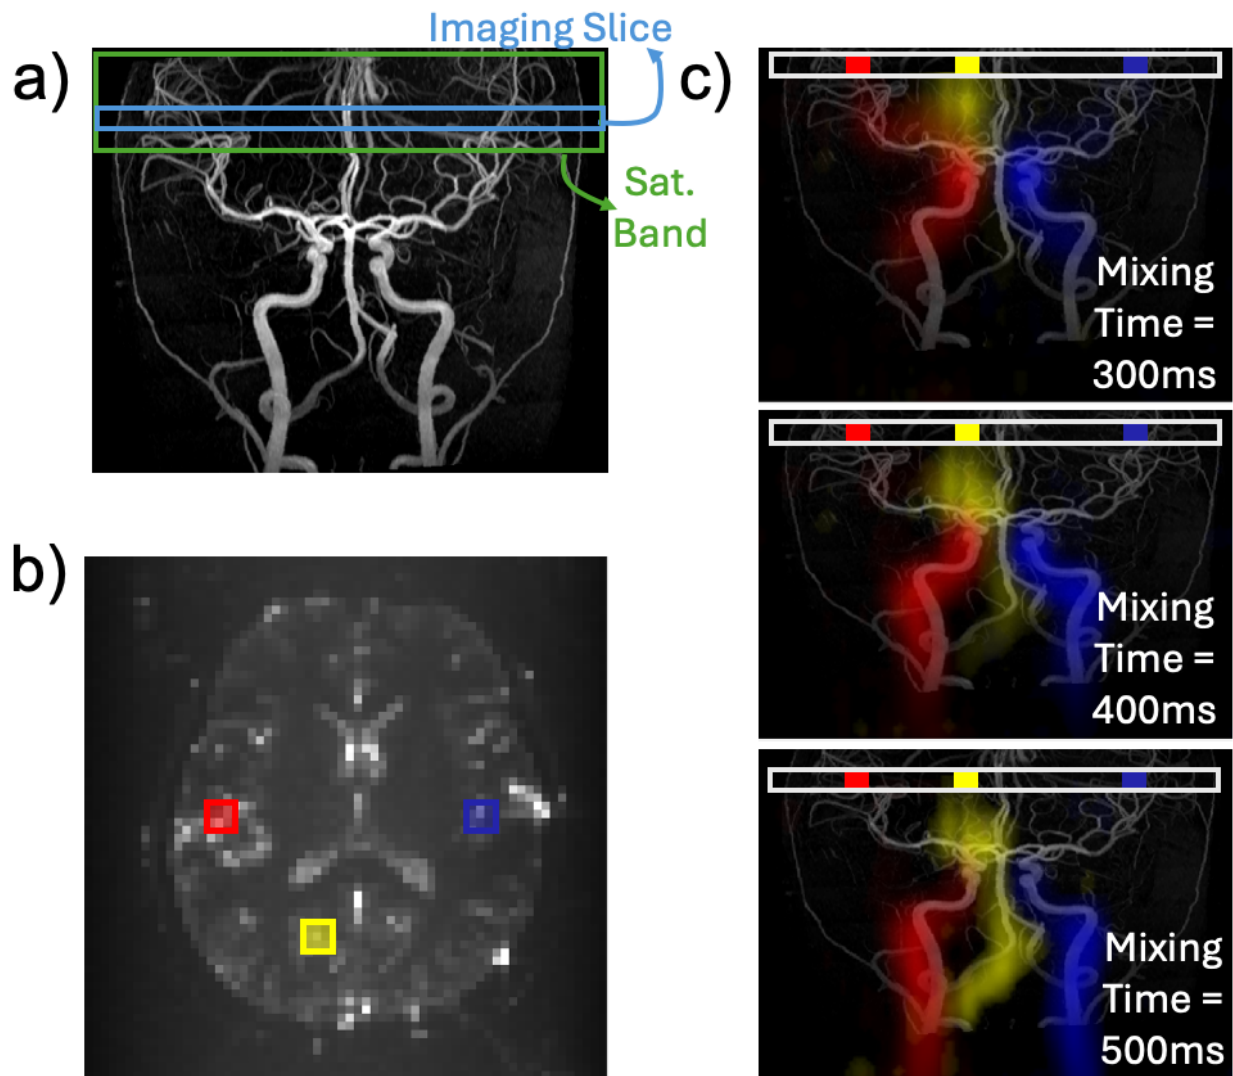 a)
Imaging Slice
Sat.
Band
b)
c)
Mixing
Time =
300ms
Mixing
Time =
400ms
Mixing
Time =
500ms